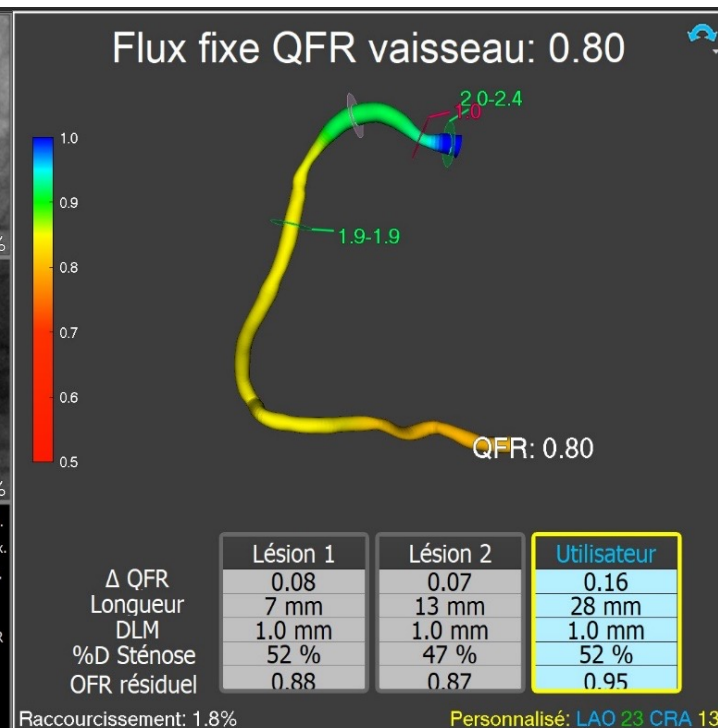 Flux fixe QFR vaisseau: 0.80
2.0-2.4
1.0
1.0
0.9
1.9-1.9
0.8
0.7
0.6
0.5
QFR: 0.80
Lésion 1 Lésion 2 Utilisateur
Δ QFR 0.08 0.07 0.16
Longueur 7 mm 13 mm 28 mm
DLM 1.0 mm 1.0 mm 1.0 mm
%D Sténose 52 % 47 % 52 %
QFR résiduel 0.88 0.87 0.95
Raccourcissement: 1.8% Personnalisé: LAO 23 CRA 13